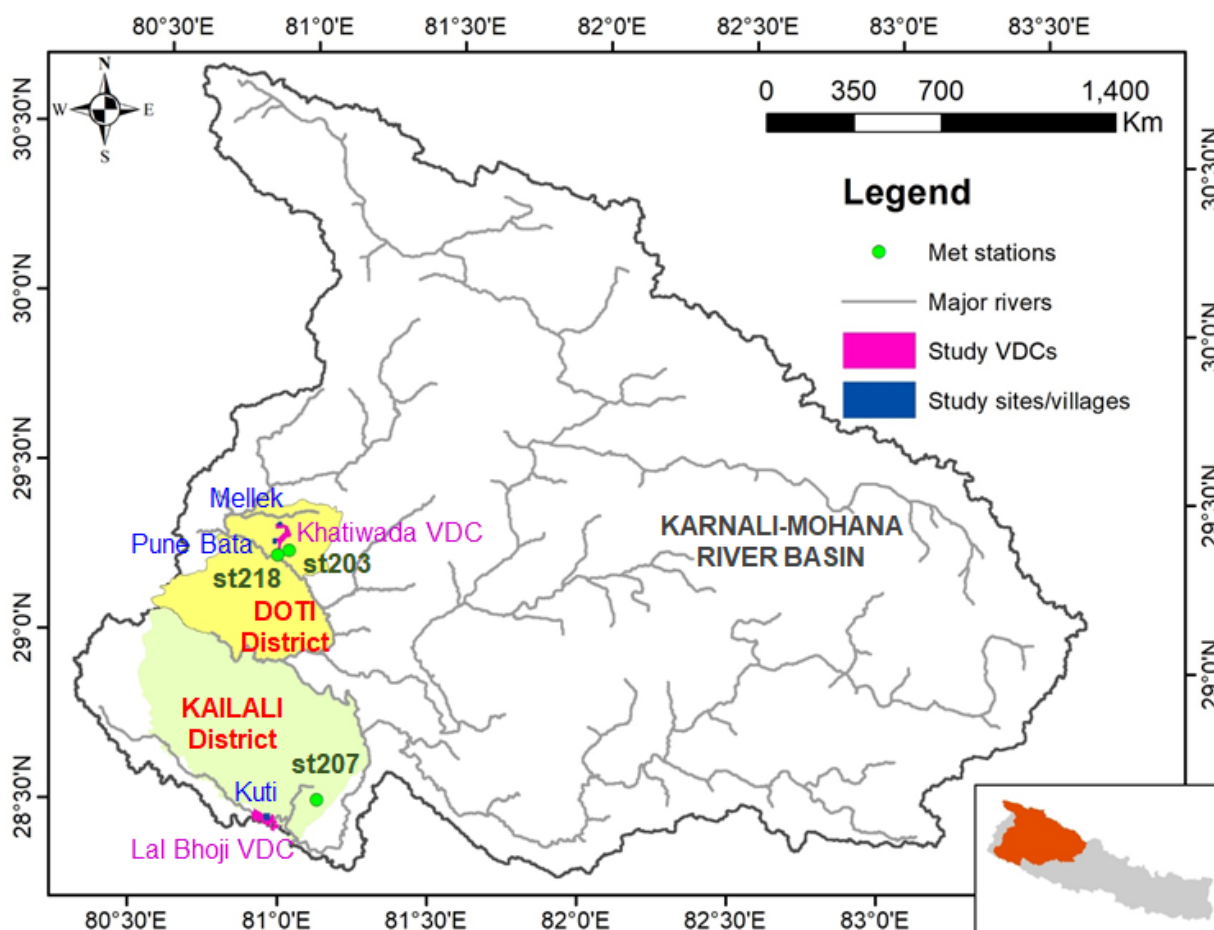 80°30'E 81°0'E 81°30'E 82°0'E 82°30'E 83°0'E 83°30'E
N
W E
S
0 350 700 1,400
Km
30°30'N
30°30'N
Legend
Met stations
30°0'N
Major rivers
30°0'N
Study VDCs
Study sites/villages
29°30'N
29°30'N
Mellek
Khatiwada VDC
Pune Bata
KARNALI-MOHANA
RIVER BASIN
st203
st218
DOTI
District
29°0'N
29°0'N
KAILALI
District
st207
Kuti
28°30'N
28°30'N
Lal Bhoji VDC
80°30'E 81°0'E 81°30'E 82°0'E 82°30'E 83°0'E